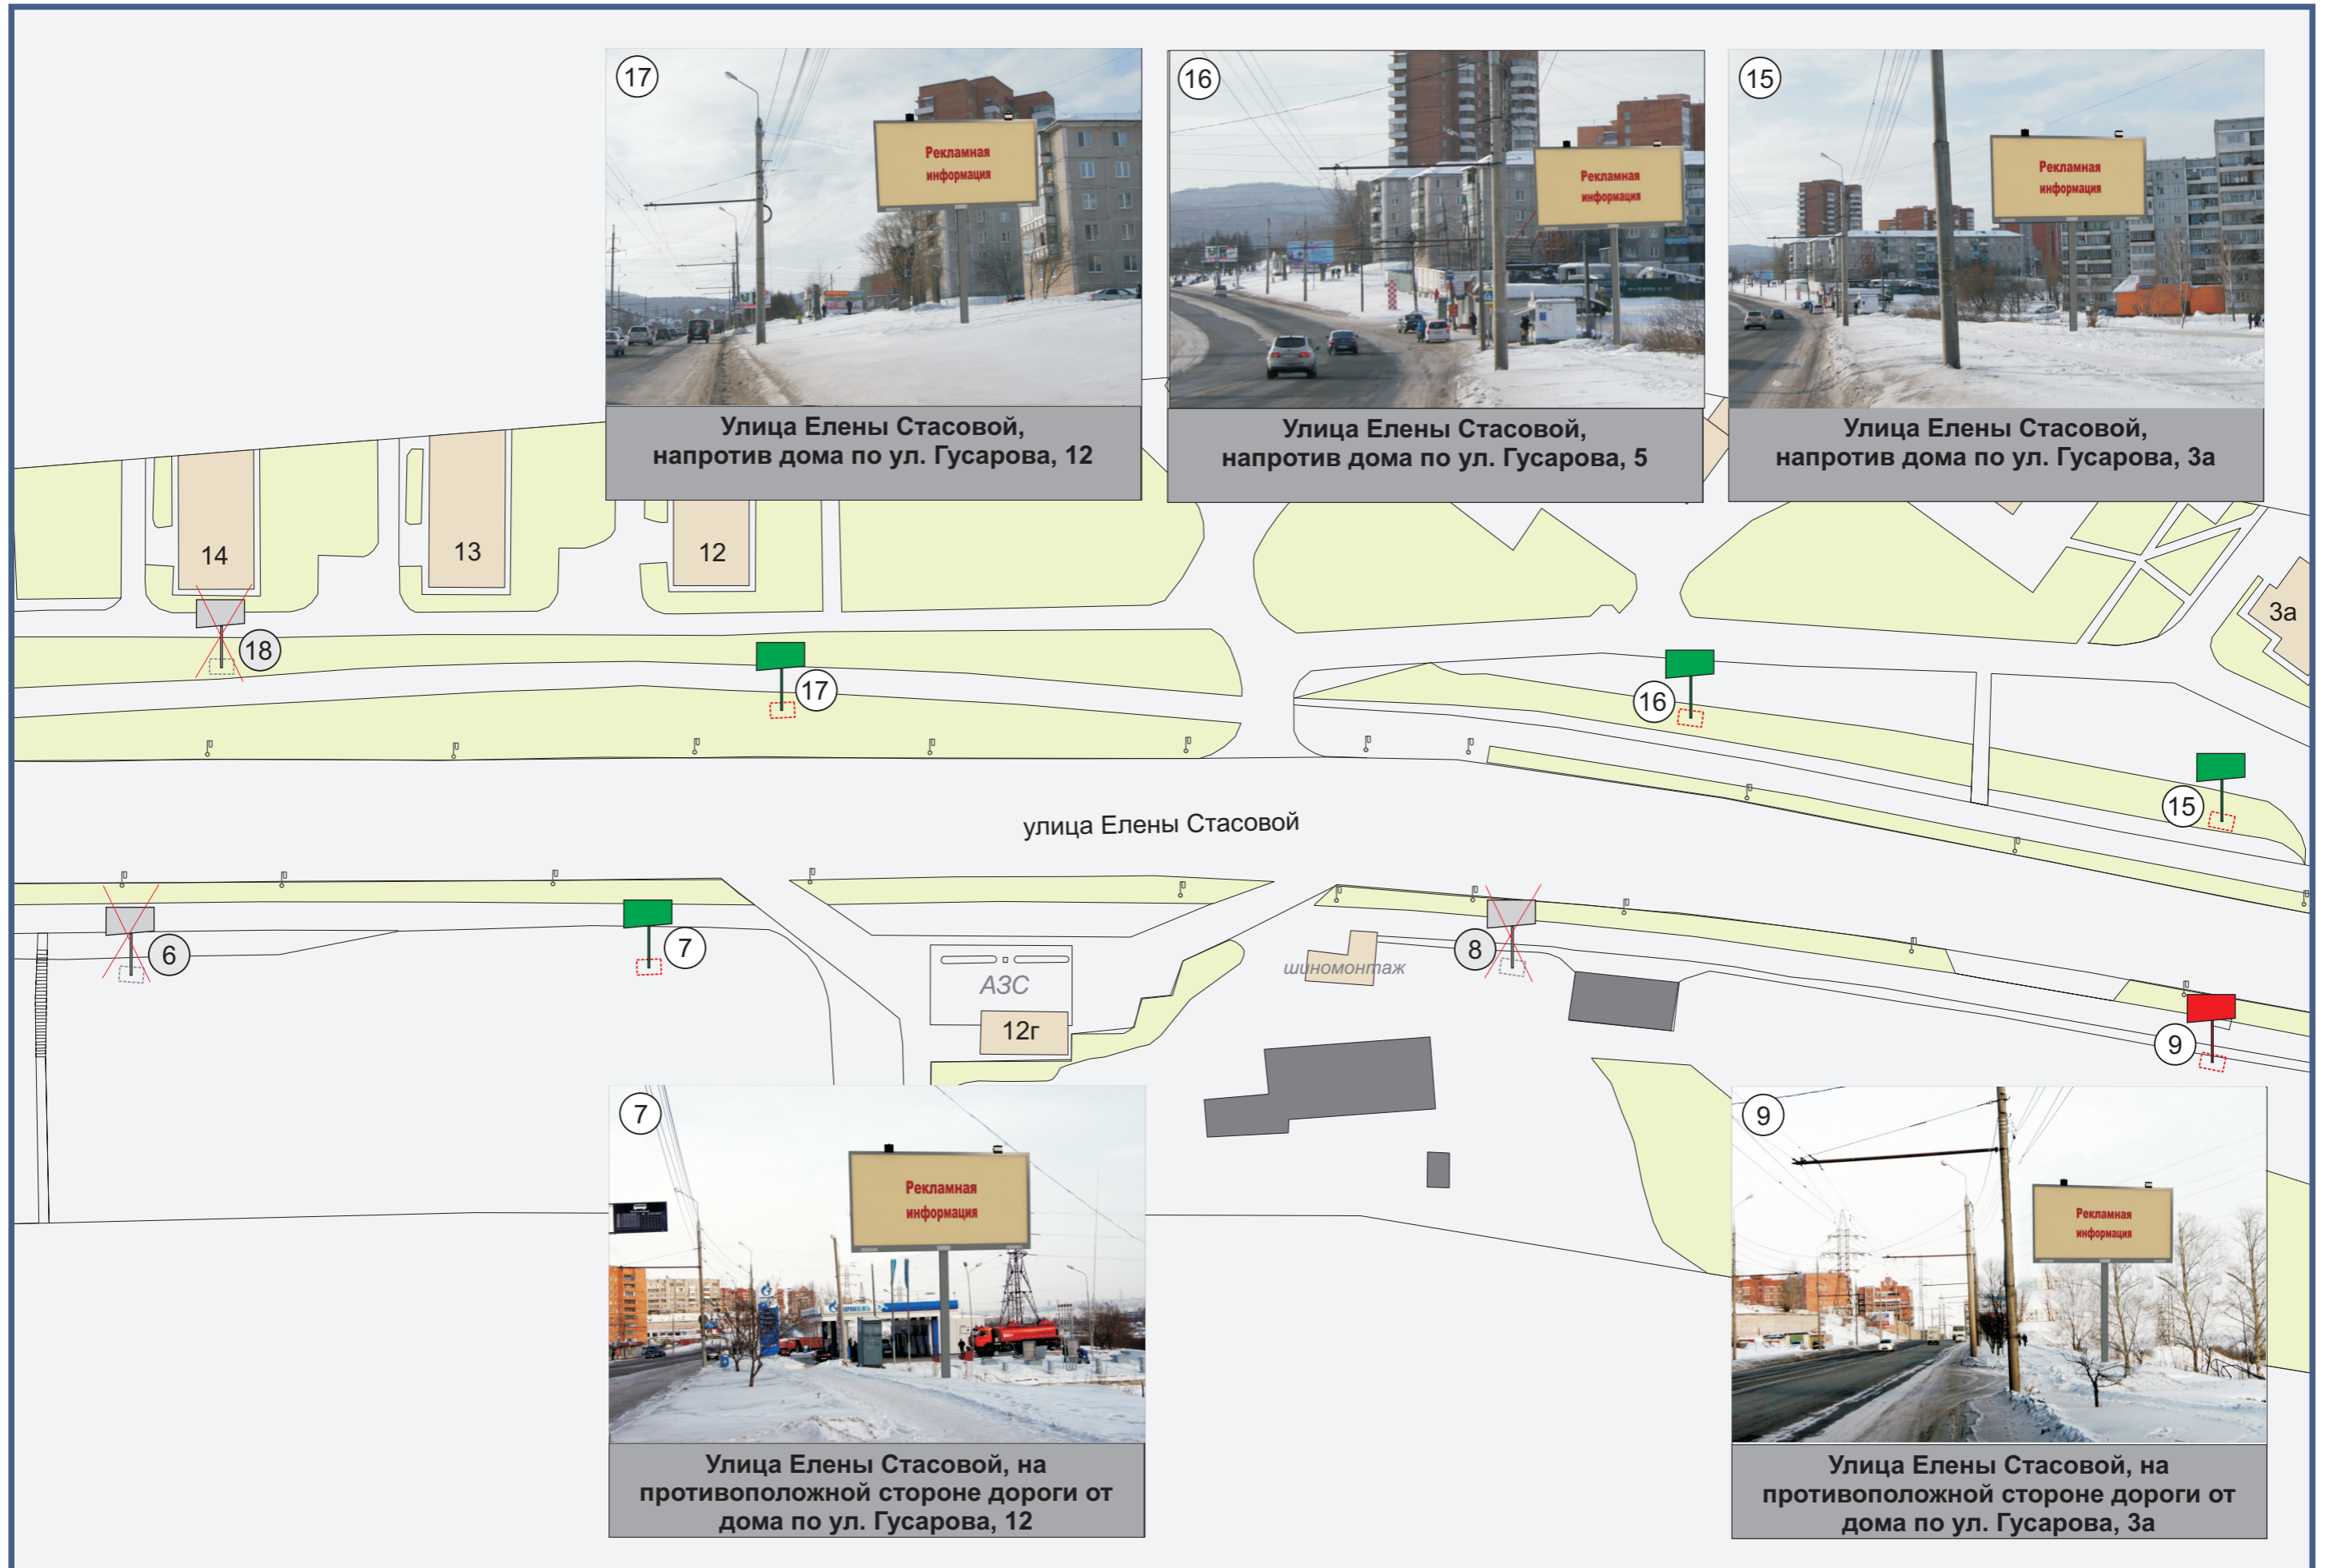 17
Рекламная
информация
Улица Елены Стасовой,
напротив дома по ул. Гусарова, 12
16
Рекламная
информация
Улица Елены Стасовой,
напротив дома по ул. Гусарова, 5
15
Рекламная
информация
Улица Елены Стасовой,
напротив дома по ул. Гусарова, 3а
14
13
12
3а
18
17
16
15
улица Елены Стасовой
6
7
АЗС
12г
шиномонтаж
8
9
7
Рекламная
информация
Улица Елены Стасовой, на
противоположной стороне дороги от
дома по ул. Гусарова, 12
9
Рекламная
информация
Улица Елены Стасовой, на
противоположной стороне дороги от
дома по ул. Гусарова, 3а